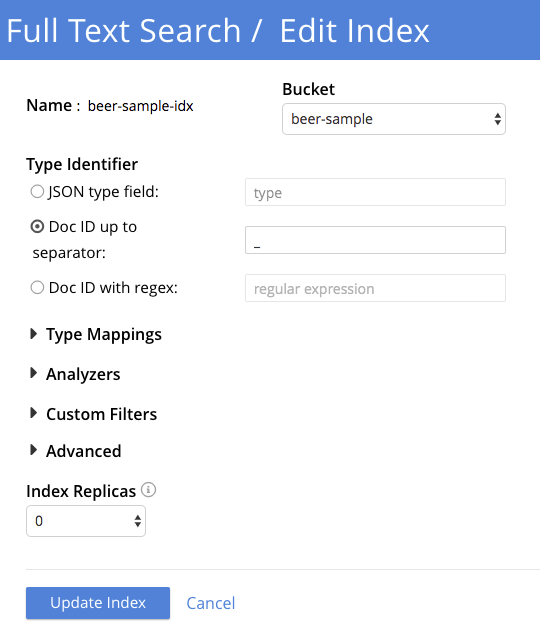 Full Text Search / Edit Index
Bucket
Name : beer-sample-idx
beer-sample
Type Identifier
JSON type field:
type
Doc ID up to
separator:
_
Doc ID with regex:
regular expression
Type Mappings
Analyzers
Custom Filters
Advanced
Index Replicas
0
Update Index
Cancel